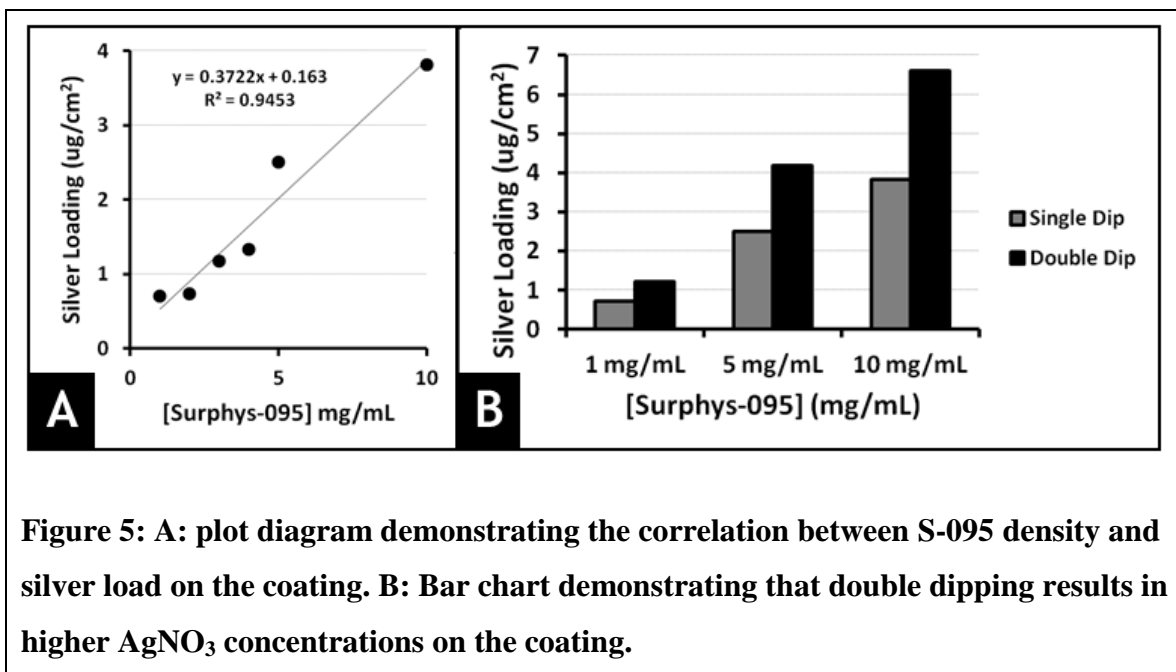 4
3
2
1
0
Silver Loading (ug/cm²)
y = 0.3722x + 0.163
R² = 0.9453
0 5 10
[Surphys-095] mg/mL
A
7
6
5
4
3
2
1
0
Silver Loading (ug/cm²)
1 mg/mL 5 mg/mL 10 mg/mL
[Surphys-095] (mg/mL)
Single Dip
Double Dip
B
Figure 5: A: plot diagram demonstrating the correlation between S-095 density and
silver load on the coating. B: Bar chart demonstrating that double dipping results in
higher AgNO₃ concentrations on the coating.